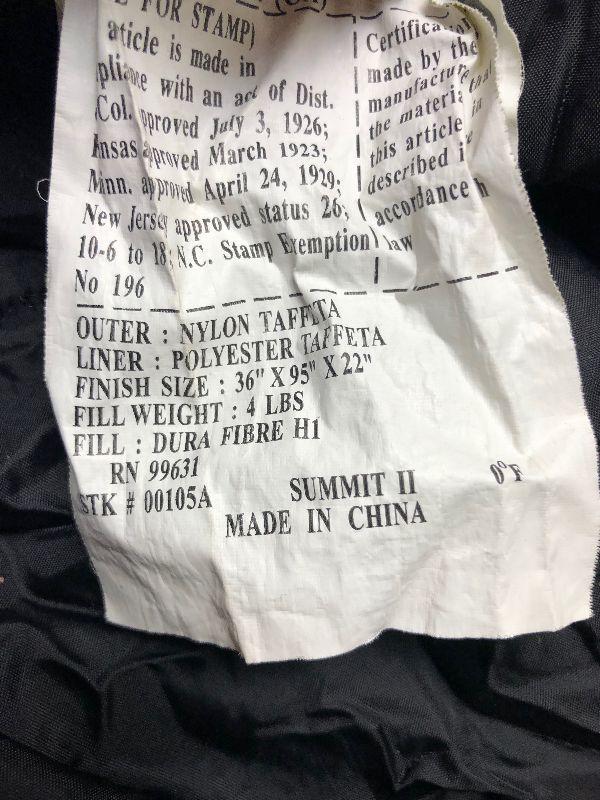 FOR STAMP)
article is made in
with an act of Dist.
Col. approved July 3, 1926;
approved March 1923;
Minn. approved April 24, 1929;
New Jersey approved status 26;
10-6 to 18; N.C. Stamp Exemption
No 196
made by the
manufacture
the materi
this article in
described i
accordance
law
OUTER : NYLON TAFFETA
LINER : POLYESTER TAFFETA
FINISH SIZE : 36" X 95" X 22"
FILL WEIGHT : 4 LBS
FILL : DURA FIBRE H1
RN 99631
STK # 00105A
SUMMIT II 0°F
MADE IN CHINA